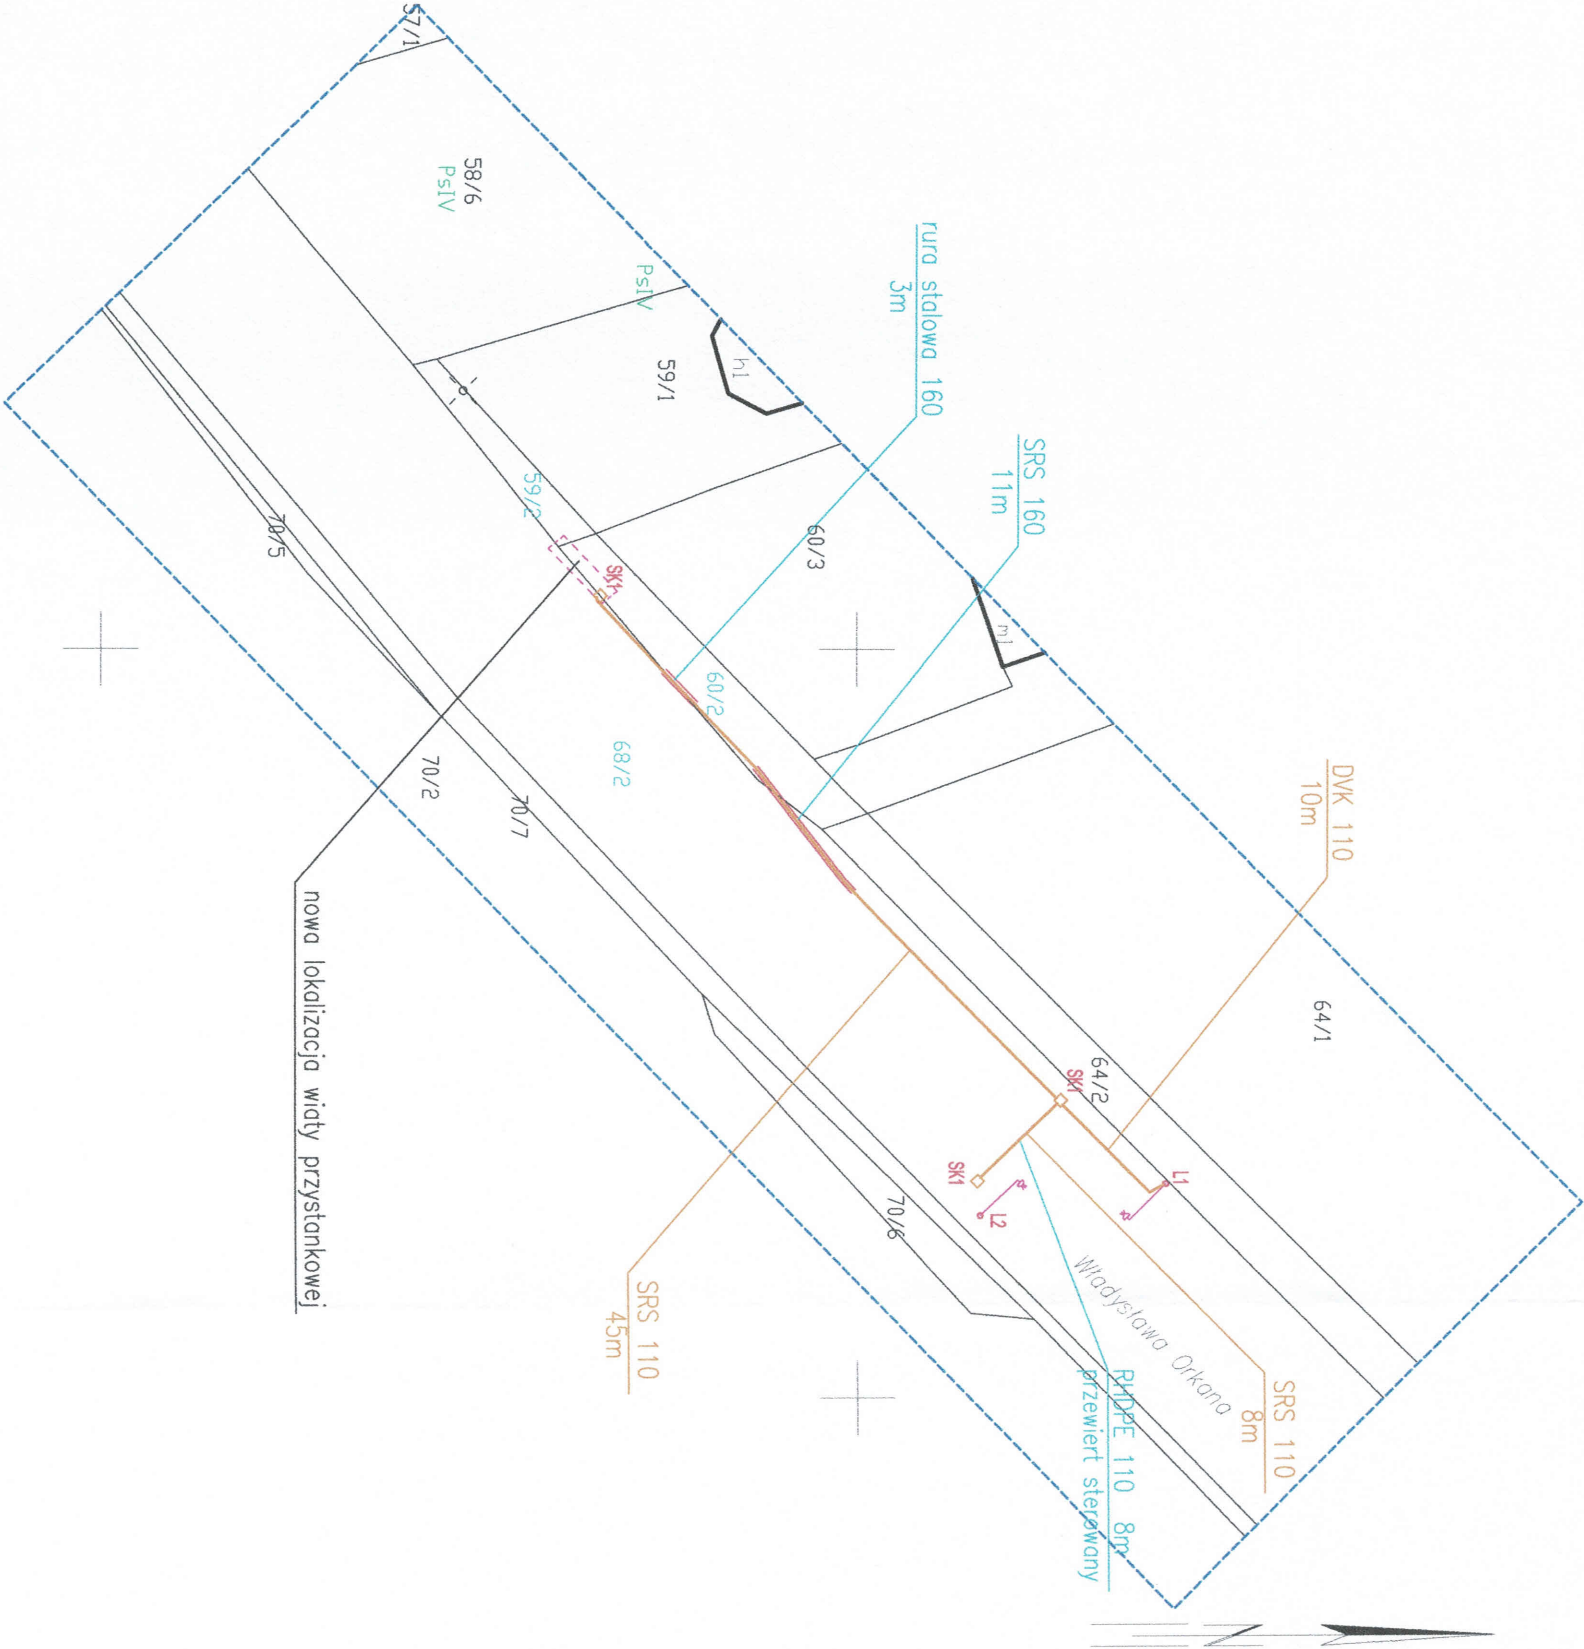 57/1
58/6
PsIV
PsIV
59/1
h1
rura stalowa 160
3m
SRS 160
11m
59/2
60/3
m1
70/5
SK1
60/2
68/2
70/2
70/7
DVK 110
10m
64/1
64/2
SK1
SK1
L1
L2
70/6
Władysława Orkana
nowa lokalizacja wiaty przystankowej
SRS 110
45m
SRS 110
8m
RHDPE 110 8m
przewiert sterowany
N